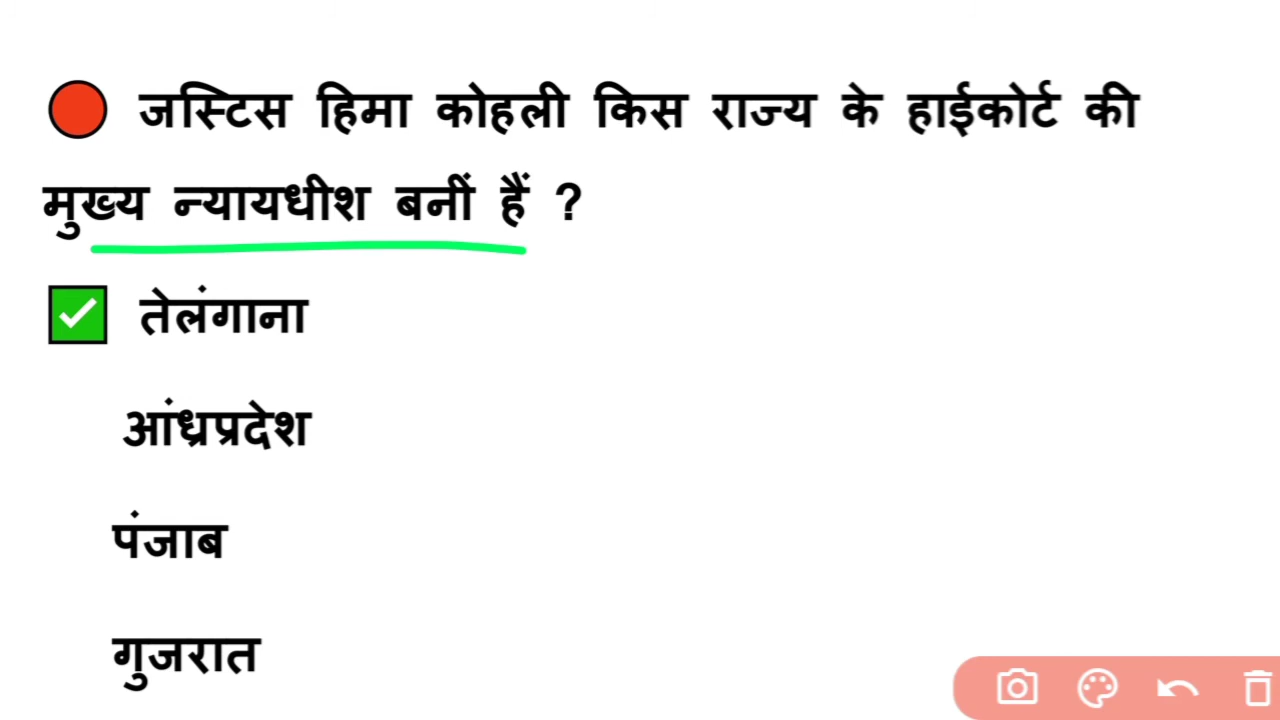 जस्टिस हिमा कोहली किस राज्य के हाईकोर्ट की
मुख्य न्यायधीश बनीं हैं ?
तेलंगाना
आंध्रप्रदेश
पंजाब
गुजरात